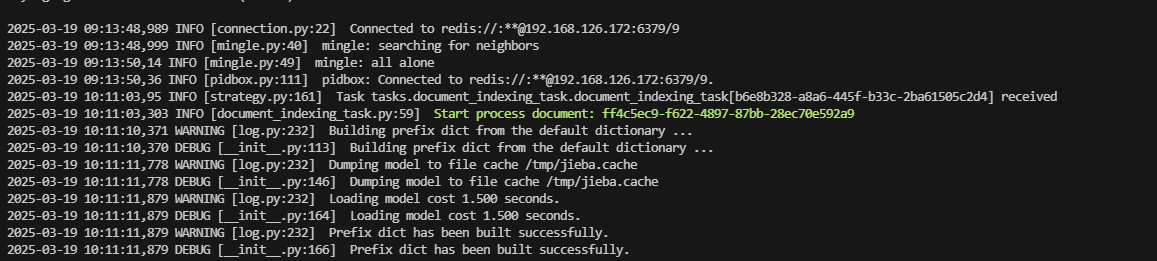 2025-03-19 09:13:48,989 INFO [connection.py:22]  Connected to redis://:**@192.168.126.172:6379/9
2025-03-19 09:13:48,999 INFO [mingle.py:40]  mingle: searching for neighbors
2025-03-19 09:13:50,14 INFO [mingle.py:49]  mingle: all alone
2025-03-19 09:13:50,36 INFO [pidbox.py:111]  pidbox: Connected to redis://:**@192.168.126.172:6379/9.
2025-03-19 10:11:03,95 INFO [strategy.py:161]  Task tasks.document_indexing_task.document_indexing_task[b6e8b328-a8a6-445f-b33c-2ba61505c2d4] received
2025-03-19 10:11:03,303 INFO [document_indexing_task.py:59]  Start process document: ff4c5ec9-f622-4897-87bb-28ec70e592a9
2025-03-19 10:11:10,371 WARNING [log.py:232]  Building prefix dict from the default dictionary ...
2025-03-19 10:11:10,370 DEBUG [__init__.py:113]  Building prefix dict from the default dictionary ...
2025-03-19 10:11:11,778 WARNING [log.py:232]  Dumping model to file cache /tmp/jieba.cache
2025-03-19 10:11:11,778 DEBUG [__init__.py:146]  Dumping model to file cache /tmp/jieba.cache
2025-03-19 10:11:11,879 WARNING [log.py:232]  Loading model cost 1.500 seconds.
2025-03-19 10:11:11,879 DEBUG [__init__.py:164]  Loading model cost 1.500 seconds.
2025-03-19 10:11:11,879 WARNING [log.py:232]  Prefix dict has been built successfully.
2025-03-19 10:11:11,879 DEBUG [__init__.py:166]  Prefix dict has been built successfully.